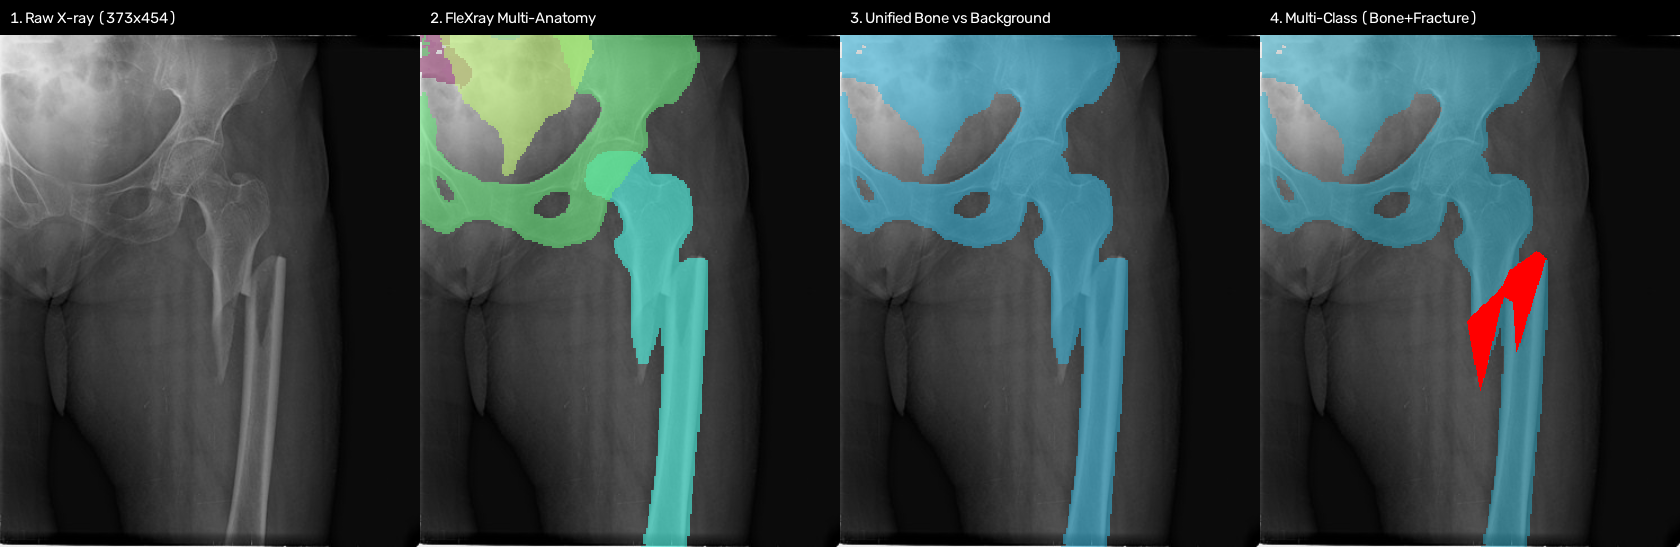 1. Raw X-ray (373x454)
2. FleXray Multi-Anatomy
3. Unified Bone vs Background
4. Multi-Class (Bone+Fracture)